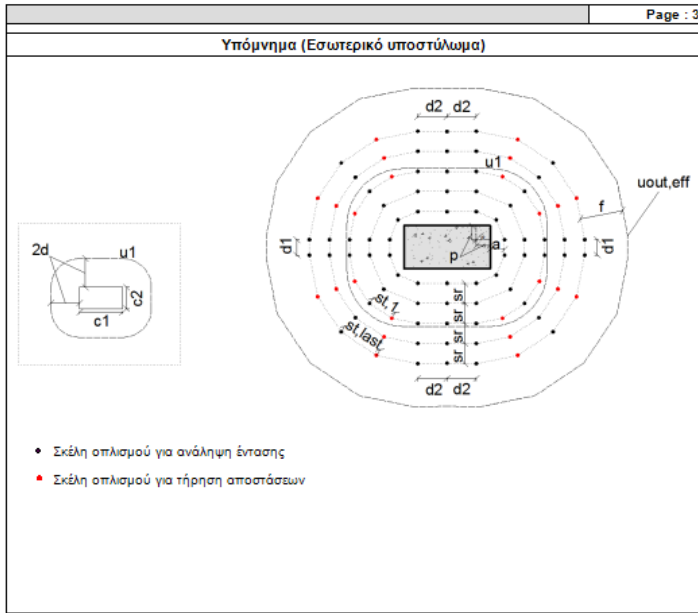 Page : 3
Υπόμνημα (Εσωτερικό υποστύλωμα)
d2 d2
u1
uout,eff
f
d1
a
p
d1
2d
u1
c2
c1
st,1
st,last
sr
sr
sr
sr
d2 d2
Σκέλη οπλισμού για ανάληψη έντασης
Σκέλη οπλισμού για τήρηση αποστάσεων